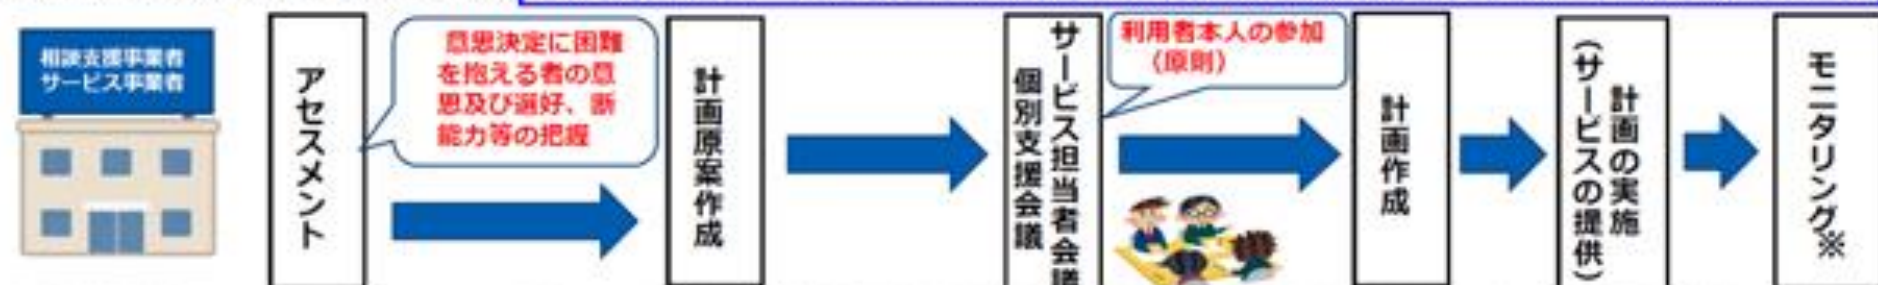 相談支援事業者
サービス事業者
アセスメント
意思決定に困難
を抱える者の意
思及び選好、断
能力等の把握
計画原案作成
サービス担当者会議
個別支援会議
利用者本人の参加
（原則）
計画作成
計画の実施
（サービスの提供）
モニタリング※